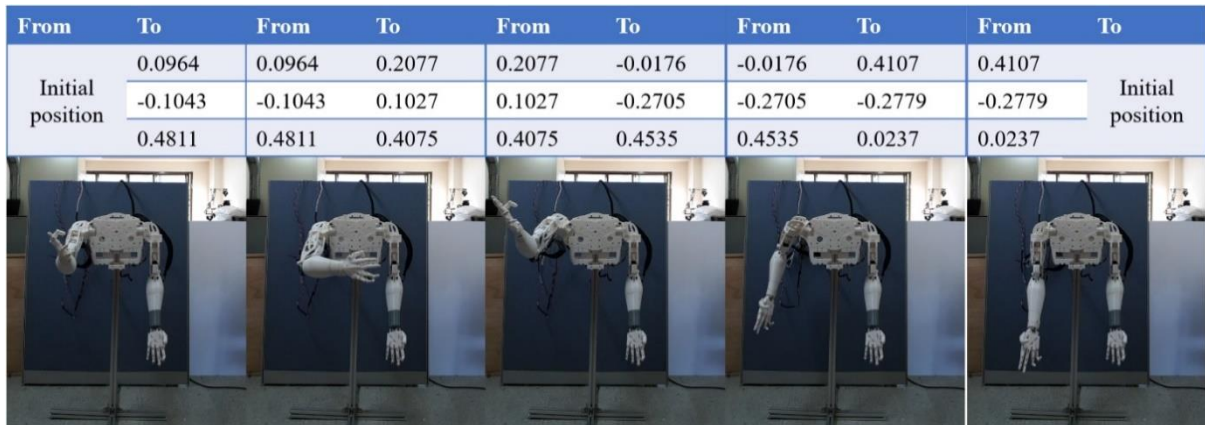 From To From To From To From To From To
0.0964 0.0964 0.2077 0.2077 -0.0176 -0.0176 0.4107 0.4107
Initial position -0.1043 -0.1043 0.1027 0.1027 -0.2705 -0.2705 -0.2779 -0.2779 Initial position
0.4811 0.4811 0.4075 0.4075 0.4535 0.4535 0.0237 0.0237